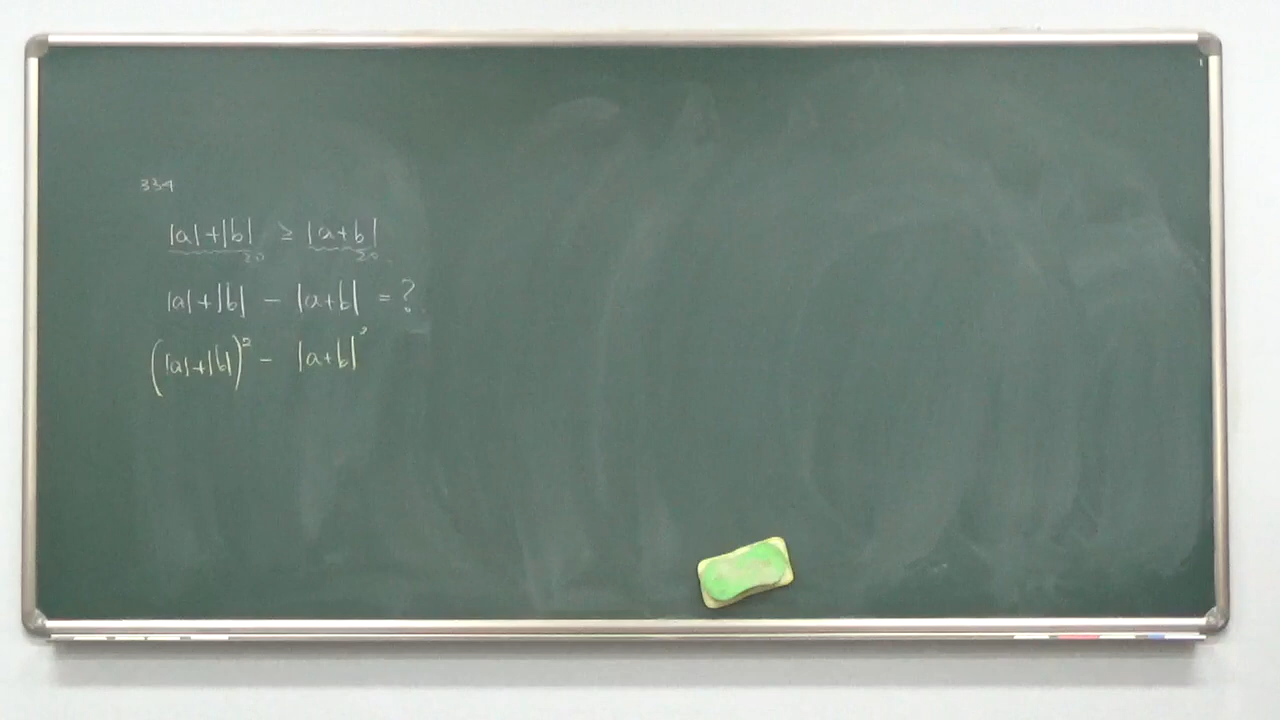 334
|a|+|b| ≥ |a+b|
≥0 ≥0
|a|+|b| - |a+b| = ?
(|a|+|b|)² - |a+b|²